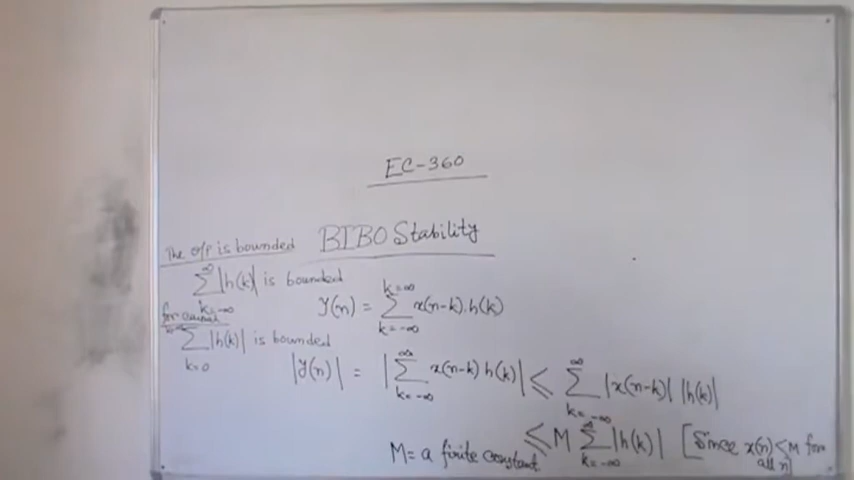 EC-360
BIBO Stability
The o/p is bounded
∞∑k=-∞ |h(k)| is bounded
for causal
∞∑k=0 |h(k)| is bounded
y(n) = k=∞∑k=-∞ x(n-k).h(k)
|y(n)| = |∞∑k=-∞ x(n-k) h(k)| ≤ ∞∑k=-∞ |x(n-k)| |h(k)|
≤ M ∞∑k=-∞ |h(k)| [Since x(n) < M for all n]
M = a finite constant.